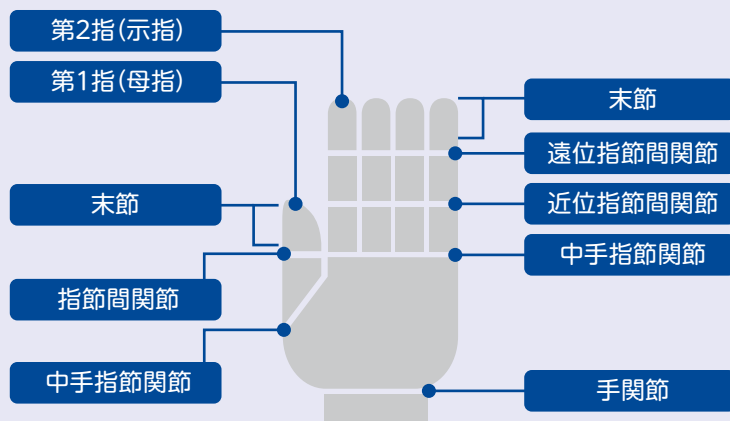 第2指(示指)
第1指(母指)
末節
指節間関節
中手指節関節
末節
遠位指節間関節
近位指節間関節
中手指節関節
手関節